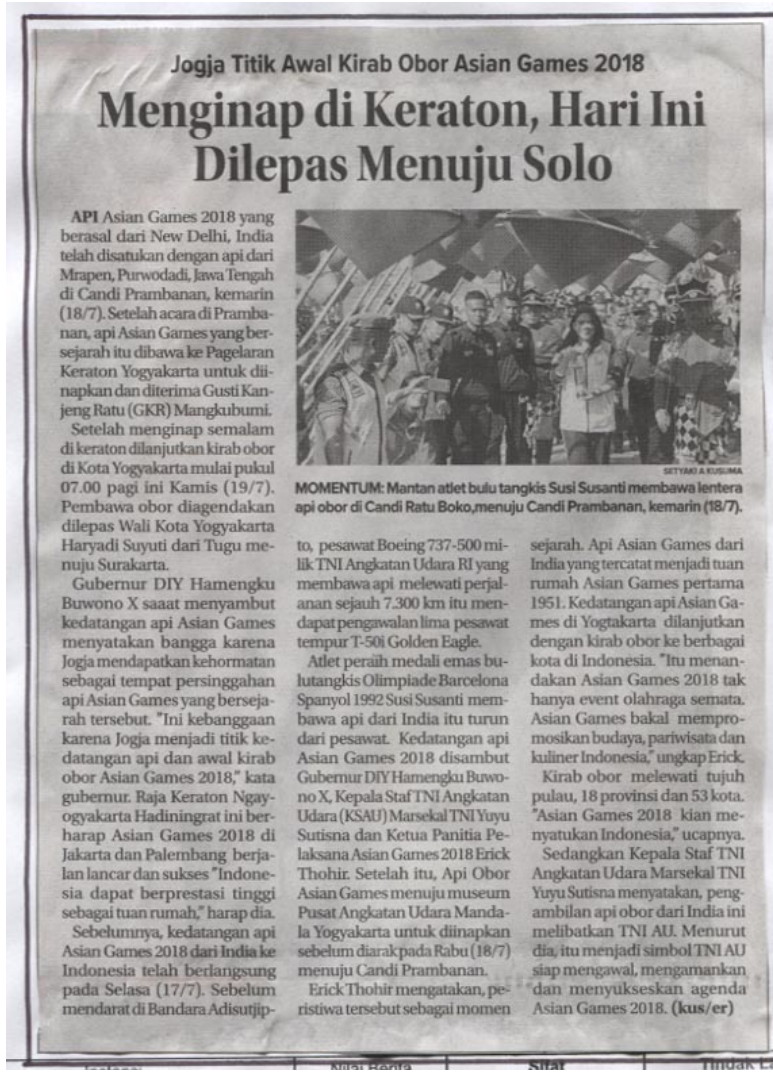 Jogja Titik Awal Kirab Obor Asian Games 2018
Menginap di Keraton, Hari Ini
Dilepas Menuju Solo
API Asian Games 2018 yang
berasal dari New Delhi, India
telah disatukan dengan api dari
Mrapen, Purwodadi, Jawa Tengah
di Candi Prambanan, kemarin
(18/7). Setelah acara di Pramba-
nan, api Asian Games yang ber-
sejarah itu dibawa ke Pagelaran
Keraton Yogyakarta untuk dii-
napkan dan diterima Gusti Kan-
jeng Ratu (GKR) Mangkubumi.
Setelah menginap semalam
di keraton dilanjutkan kirab obor
di Kota Yogyakarta mulai pukul
07.00 pagi ini Kamis (19/7).
Pembawa obor diagendakan
dilepas Wali Kota Yogyakarta
Haryadi Suyuti dari Tugu me-
nuju Surakarta.
Gubernur DIY Hamengku
Buwono X saaat menyambut
kedatangan api Asian Games
menyatakan bangga karena
Jogja mendapatkan kehormatan
sebagai tempat persinggahan
api Asian Games yang berseja-
rah tersebut. "Ini kebanggaan
karena Jogja menjadi titik ke-
datangan api dan awal kirab
obor Asian Games 2018," kata
gubernur. Raja Keraton Ngay-
ogyakarta Hadiningrat ini ber-
harap Asian Games 2018 di
Jakarta dan Palembang berja-
lan lancar dan sukses "Indone-
sia dapat berprestasi tinggi
sebagai tuan rumah," harap dia.
Sebelumnya, kedatangan api
Asian Games 2018 dari India ke
Indonesia telah berlangsung
pada Selasa (17/7). Sebelum
mendarat di Bandara Adisutjip-
SETYAKI A KUSUMA
MOMENTUM: Mantan atlet bulu tangkis Susi Susanti membawa lentera
api obor di Candi Ratu Boko,menuju Candi Prambanan, kemarin (18/7).
to, pesawat Boeing 737-500 mi-
lik TNI Angkatan Udara RI yang
membawa api melewati perjal-
anan sejauh 7.300 km itu men-
dapat pengawalan lima pesawat
tempur T-50i Golden Eagle.
Atlet peraih medali emas bu-
lutangkis Olimpiade Barcelona
Spanyol 1992 Susi Susanti mem-
bawa api dari India itu turun
dari pesawat. Kedatangan api
Asian Games 2018 disambut
Gubernur DIY Hamengku Buwo-
no X, Kepala Staf TNI Angkatan
Udara (KSAU) Marsekal TNI Yuyu
Sutisna dan Ketua Panitia Pe-
laksana Asian Games 2018 Erick
Thohir. Setelah itu, Api Obor
Asian Games menuju museum
Pusat Angkatan Udara Manda-
la Yogyakarta untuk diinapkan
sebelum diarak pada Rabu (18/7)
menuju Candi Prambanan.
Erick Thohir mengatakan, pe-
ristiwa tersebut sebagai momen
sejarah. Api Asian Games dari
India yang tercatat menjadi tuan
rumah Asian Games pertama
1951. Kedatangan api Asian Ga-
mes di Yogtakarta dilanjutkan
dengan kirab obor ke berbagai
kota di Indonesia. "Itu menan-
dakan Asian Games 2018 tak
hanya event olahraga semata.
Asian Games bakal mempro-
mosikan budaya, pariwisata dan
kuliner Indonesia," ungkap Erick.
Kirab obor melewati tujuh
pulau, 18 provinsi dan 53 kota.
"Asian Games 2018 kian me-
nyatukan Indonesia," ucapnya.
Sedangkan Kepala Staf TNI
Angkatan Udara Marsekal TNI
Yuyu Sutisna menyatakan, peng-
ambilan api obor dari India ini
melibatkan TNI AU. Menurut
dia, itu menjadi simbol TNI AU
siap mengawal, mengamankan
dan menyukseskan agenda
Asian Games 2018. (kus/er)
Nilai Berita
Sifat